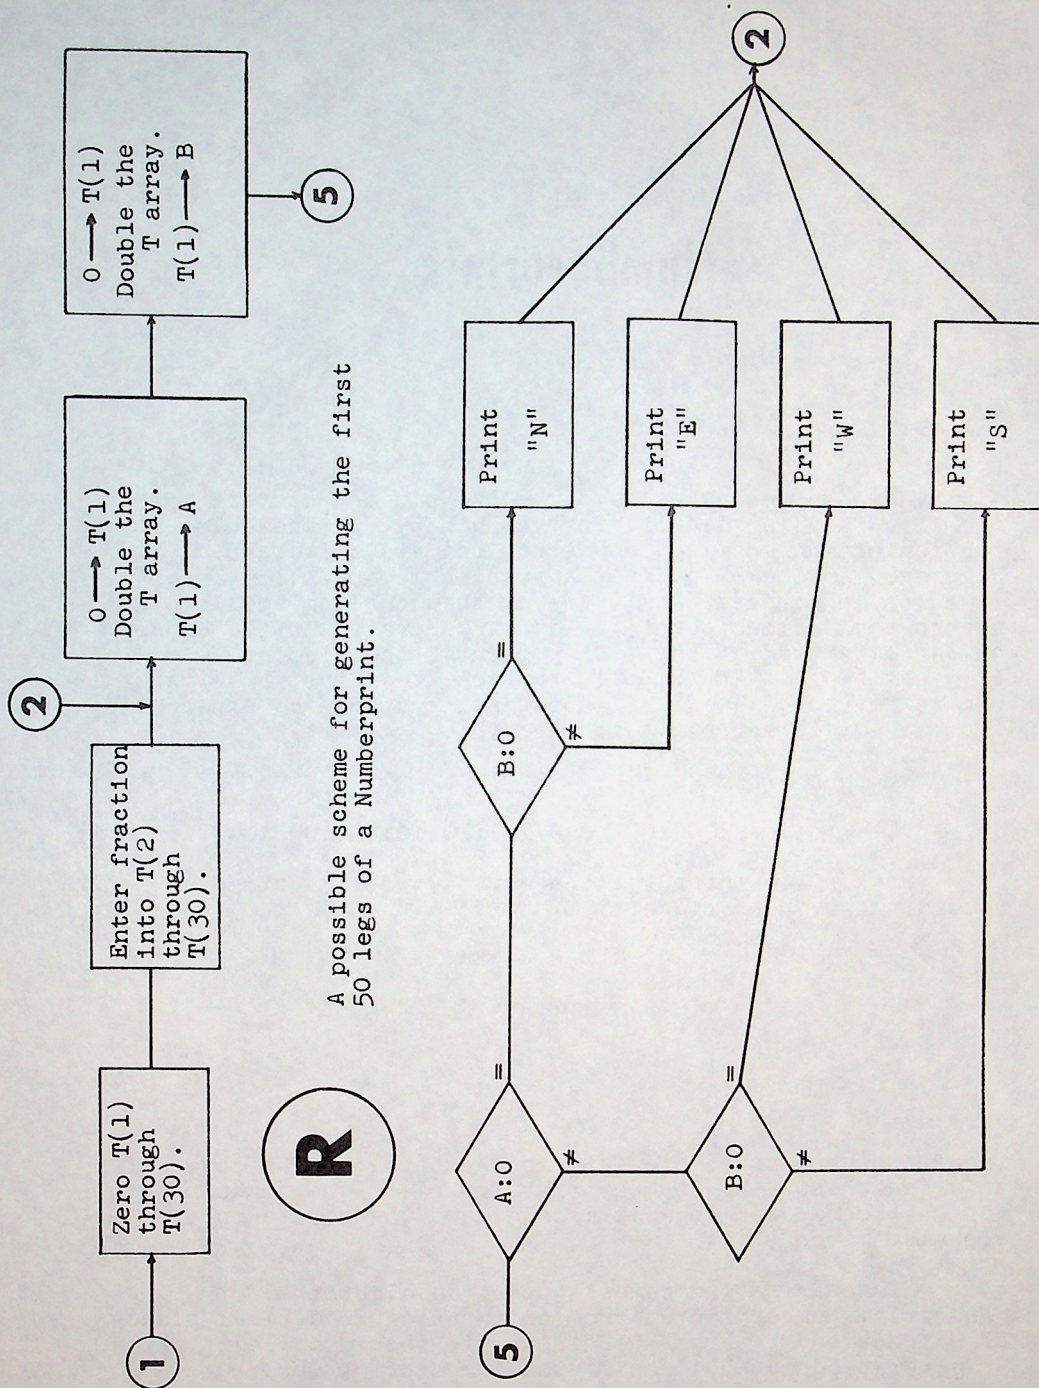 1
Zero T(1)
through
T(30).
Enter fraction
into T(2)
through
T(30).
2
0 → T(1)
Double the
T array.
T(1) → A
0 → T(1)
Double the
T array.
T(1) → B
5
R
A possible scheme for generating the first
50 legs of a Numberprint.
5
A:0
=
≠
B:0
=
≠
B:0
=
≠
Print
"N"
Print
"E"
Print
"W"
Print
"S"
2